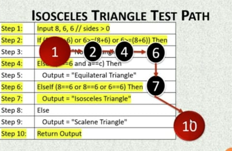 ISOSCELES TRIANGLE TEST PATH
Step 1: Input 8, 6, 6 // sides > 0
Step 2: If (8>=(6+6) or 6>=(8+6) or 6>=(8+6)) Then
Step 3: 1 2 4 6
Step 4: and a==c) Then
Step 5: Output = "Equilateral Triangle"
Step 6: ElseIf (8==6 or 8==6 or 6==6) Then 7
Step 7: Output = "Isosceles Triangle"
Step 8: Else
Step 9: Output = "Scalene Triangle" 10
Step 10: Return Output